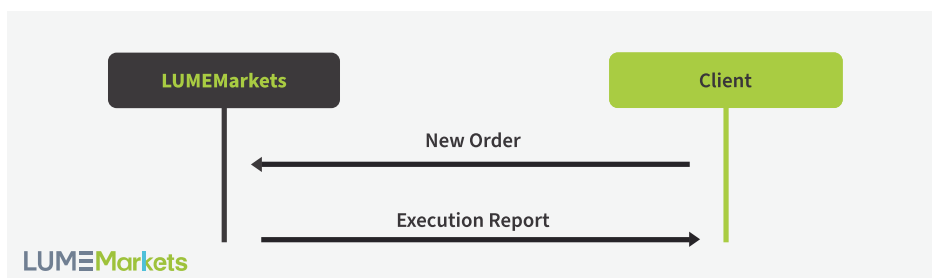 LUMEMarkets
Client
New Order
Execution Report
LUMEMarkets